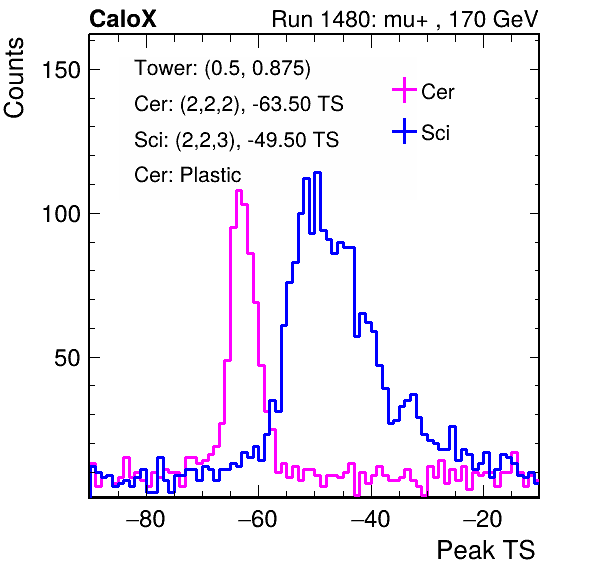 CaloX Run 1480: mu+ , 170 GeV
Counts
Tower: (0.5, 0.875)
Cer: (2,2,2), -63.50 TS
Sci: (2,2,3), -49.50 TS
Cer: Plastic
Cer
Sci
150
100
50
−80 −60 −40 −20
Peak TS